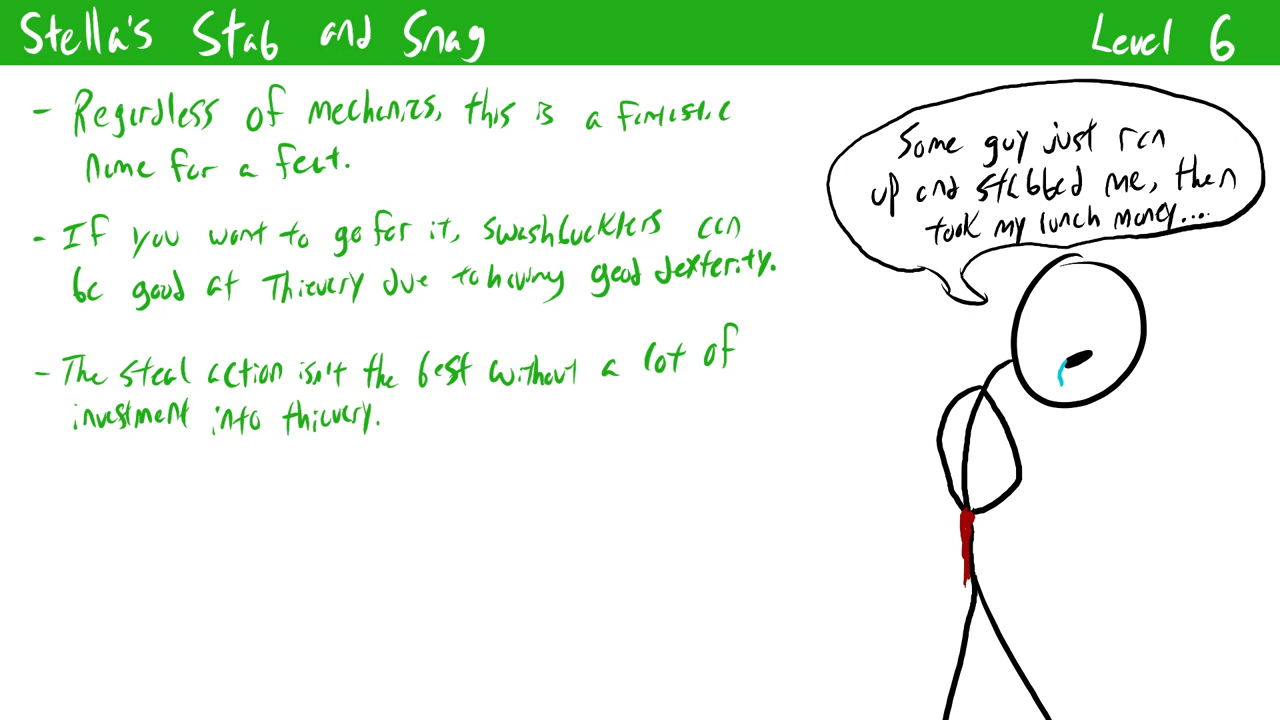 Stella's Stab and Snag
Level 6
- Regardless of mechanics, this is a fantastic
name for a feat.
- If you want to go for it, swashbucklers can
be good at Thievery due to having good dexterity.
- The steal action isn't the best without a lot of
investment into thievery.
Some guy just ran
up and stabbed me, then
took my lunch money....